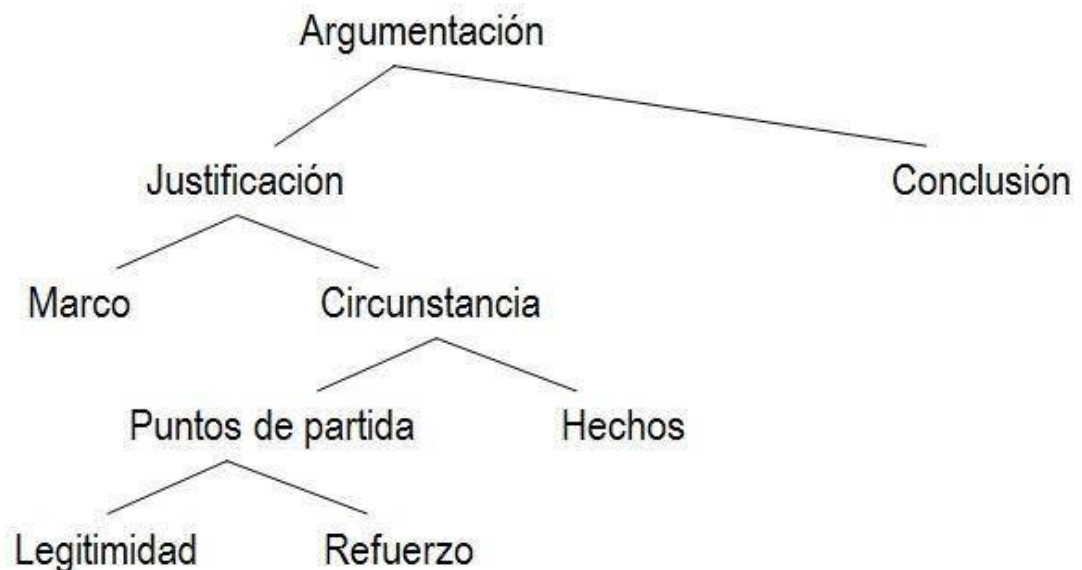 Argumentación
Justificación
Conclusión
Marco
Circunstancia
Puntos de partida
Hechos
Legitimidad
Refuerzo